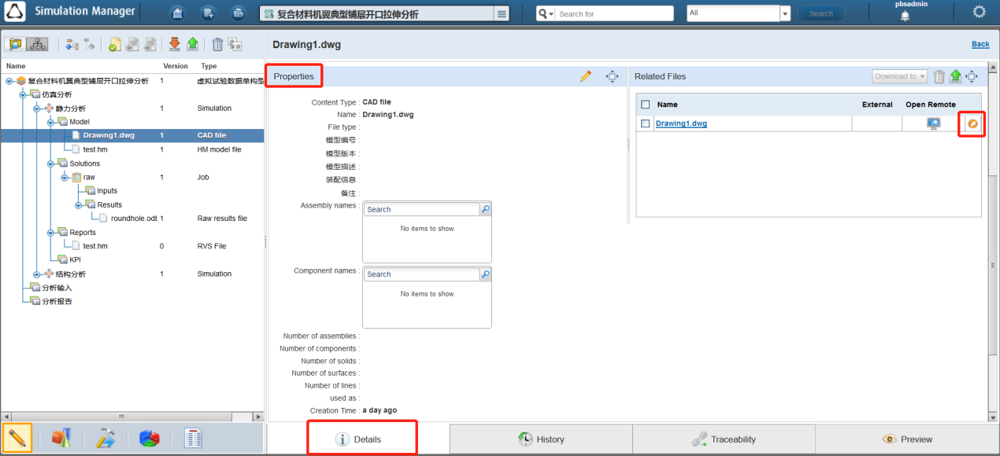 Simulation Manager
复合材料机翼典型铺层开口拉伸分析
Search for
All
Search
pbsadmin
Name Version Type
复合材料机翼典型铺层开口拉伸分析 1 虚拟试验数据单构型
仿真分析
静力分析 1 Simulation
Model
Drawing1.dwg 1 CAD file
test.hm 1 HM model file
Solutions
raw 1 Job
Inputs
Results
roundhole.odb 1 Raw results file
Reports
test.hm 0 RVS File
KPI
结构分析 1 Simulation
分析输入
分析报告
Drawing1.dwg
Back
Properties
Content Type : CAD file
Name : Drawing1.dwg
File type :
模型编号 :
模型版本 :
模型描述 :
装配信息 :
备注 :
Assembly names :
Search
No items to show.
Component names :
Search
No items to show.
Number of assemblies :
Number of components :
Number of solids :
Number of surfaces :
Number of lines :
used as :
Creation Time : a day ago
Related Files
Download to
Name External Open Remote
Drawing1.dwg
Details
History
Traceability
Preview